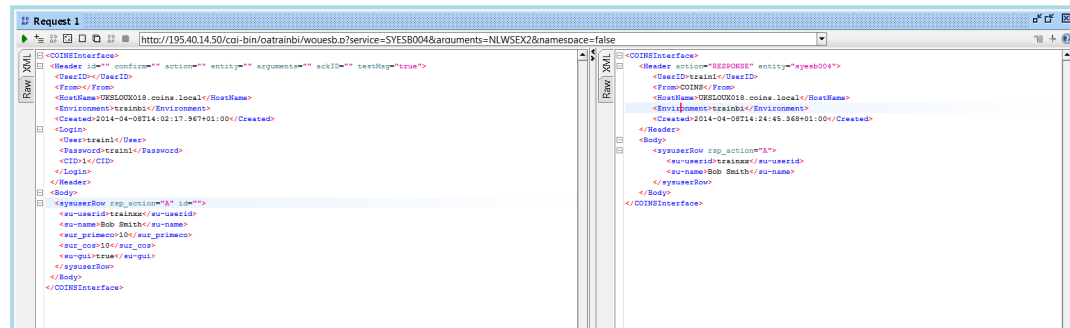 Request 1
http://195.40.14.50/cgi-bin/oatrainbi/wouesb.p?service=SYESB004&arguments=NLWSEX2&namespace=false
XML
Raw
<COINSInterface>
<Header id="" confirm="" action="" entity="" arguments="" ackID="" testMsg="true">
<UserID></UserID>
<From></From>
<HostName>UKSLOUX018.coins.local</HostName>
<Environment>trainbi</Environment>
<Created>2014-04-08T14:02:17.967+01:00</Created>
<Login>
<User>train1</User>
<Password>train1</Password>
<CID>1</CID>
</Login>
</Header>
<Body>
<sysuserRow rsp_action="A" id="">
<su-userid>trainxx</su-userid>
<su-name>Bob Smith</su-name>
<sur_primeco>10</sur_primeco>
<sur_cos>10</sur_cos>
<su-gui>true</su-gui>
</sysuserRow>
</Body>
</COINSInterface>
XML
Raw
<COINSInterface>
<Header action="RESPONSE" entity="syesb004">
<UserID>train1</UserID>
<From>COINS</From>
<HostName>UKSLOUX018.coins.local</HostName>
<Environment>trainbi</Environment>
<Created>2014-04-08T14:24:45.368+01:00</Created>
</Header>
<Body>
<sysuserRow rsp_action="A">
<su-userid>trainxx</su-userid>
<su-name>Bob Smith</su-name>
</sysuserRow>
</Body>
</COINSInterface>